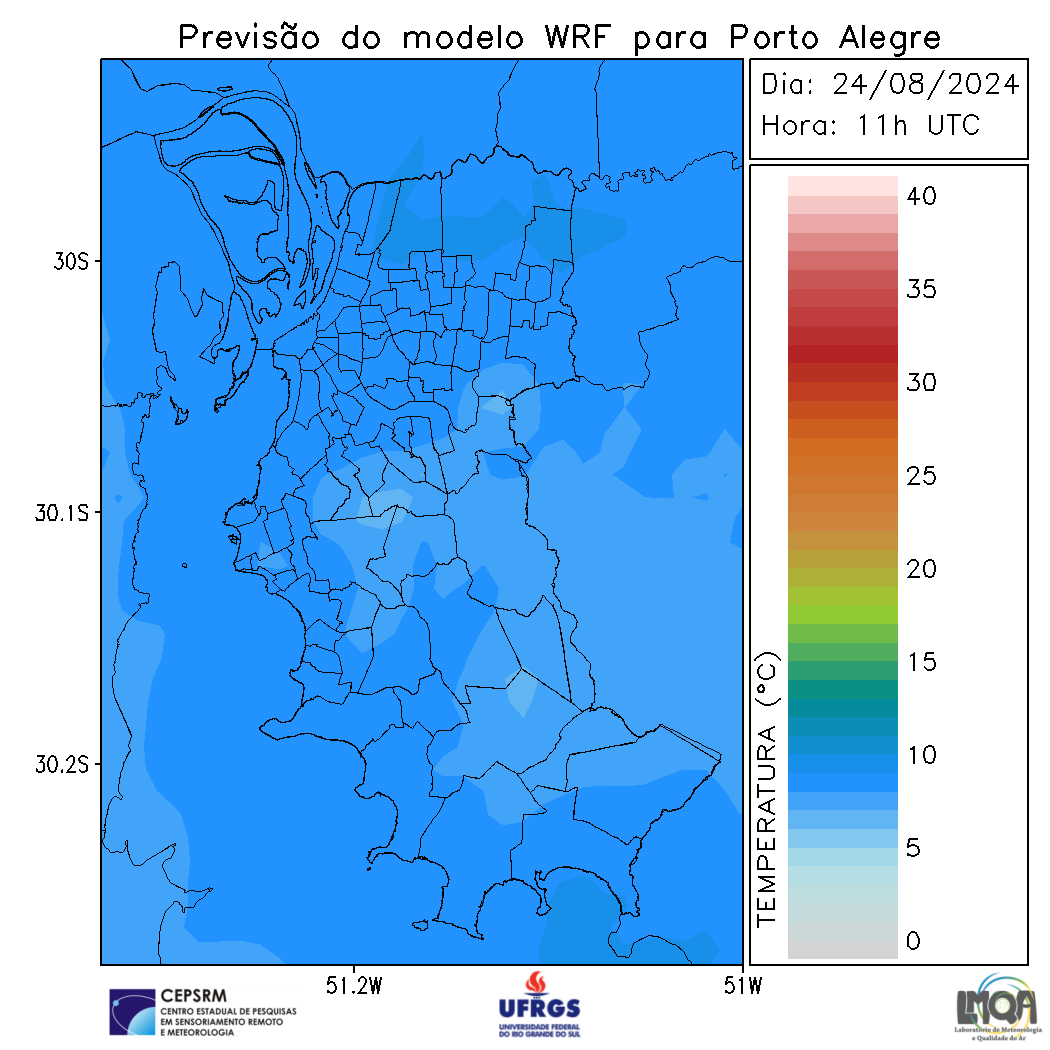 Previsão do modelo WRF para Porto Alegre
Dia: 24/08/2024
Hora: 11h UTC
40
35
30
25
20
15
10
5
0
TEMPERATURA (°C)
30S
30.1S
30.2S
51.2W
51W
CEPSRM
CENTRO ESTADUAL DE PESQUISAS
EM SENSORIAMENTO REMOTO
E METEOROLOGIA
UFRGS
UNIVERSIDADE FEDERAL
DO RIO GRANDE DO SUL
LMQA
Laboratório de Meteorologia
e Qualidade do Ar